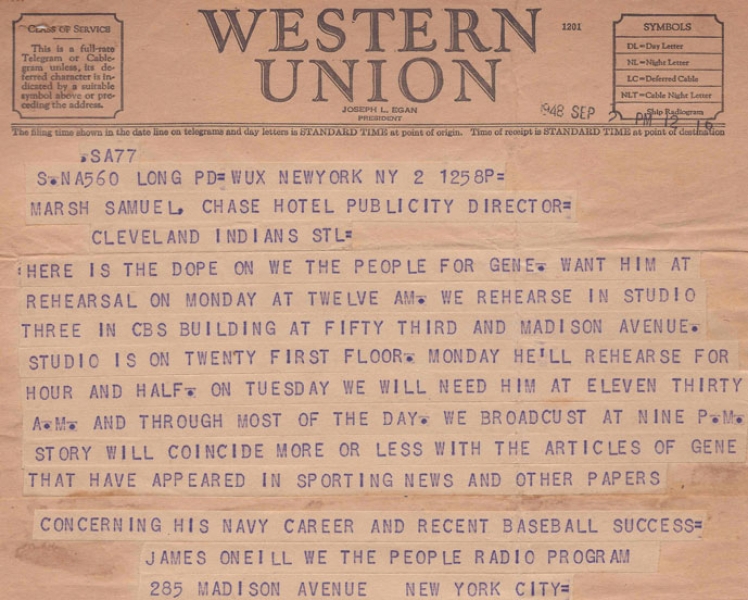 CLASS OF SERVICE
This is a full-rate
Telegram or Cable-
gram unless its de-
ferred character is in-
dicated by a suitable
symbol above or pre-
ceding the address.
WESTERN
UNION
JOSEPH L. EGAN
PRESIDENT
1201
SYMBOLS
DL=Day Letter
NL=Night Letter
LC=Deferred Cable
NLT=Cable Night Letter
Ship Radiogram
1948 SEP PM 12
The filing time shown in the date line on telegrams and day letters is STANDARD TIME at point of origin. Time of receipt is STANDARD TIME at point of destination
SA77
S.NA560 LONG PD=WUX NEWYORK NY 2 1258P=
MARSH SAMUEL, CHASE HOTEL PUBLICITY DIRECTOR=
CLEVELAND INDIANS STL=
:HERE IS THE DOPE ON WE THE PEOPLE FOR GENE. WANT HIM AT
REHEARSAL ON MONDAY AT TWELVE AM. WE REHEARSE IN STUDIO
THREE IN CBS BUILDING AT FIFTY THIRD AND MADISON AVENUE.
STUDIO IS ON TWENTY FIRST FLOOR. MONDAY HE'LL REHEARSE FOR
HOUR AND HALF. ON TUESDAY WE WILL NEED HIM AT ELEVEN THIRTY
A.M. AND THROUGH MOST OF THE DAY. WE BROADCUST AT NINE P.M.
STORY WILL COINCIDE MORE OR LESS WITH THE ARTICLES OF GENE
THAT HAVE APPEARED IN SPORTING NEWS AND OTHER PAPERS
CONCERNING HIS NAVY CAREER AND RECENT BASEBALL SUCCESS=
JAMES ONEILL WE THE PEOPLE RADIO PROGRAM
285 MADISON AVENUE NEW YORK CITY=